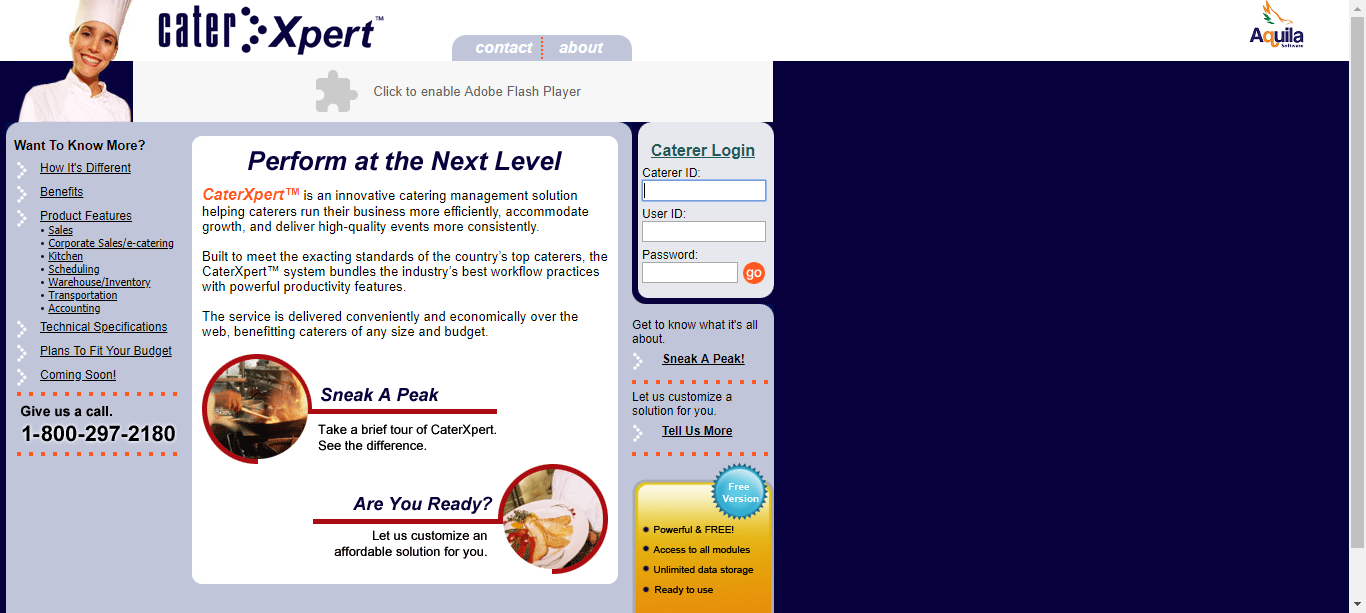 cater Xpert™
contact
about
Aquila
Software
Click to enable Adobe Flash Player
Want To Know More?
How It's Different
Benefits
Product Features
• Sales
• Corporate Sales/e-catering
• Kitchen
• Scheduling
• Warehouse/Inventory
• Transportation
• Accounting
Technical Specifications
Plans To Fit Your Budget
Coming Soon!
Give us a call.
1-800-297-2180
Perform at the Next Level
CaterXpert™ is an innovative catering management solution
helping caterers run their business more efficiently, accommodate
growth, and deliver high-quality events more consistently.
Built to meet the exacting standards of the country's top caterers, the
CaterXpert™ system bundles the industry's best workflow practices
with powerful productivity features.
The service is delivered conveniently and economically over the
web, benefitting caterers of any size and budget.
Sneak A Peak
Take a brief tour of CaterXpert.
See the difference.
Are You Ready?
Let us customize an
affordable solution for you.
Caterer Login
Caterer ID:
User ID:
Password:
go
Get to know what it's all
about.
Sneak A Peak!
Let us customize a
solution for you.
Tell Us More
Free
Version
• Powerful & FREE!
• Access to all modules
• Unlimited data storage
• Ready to use